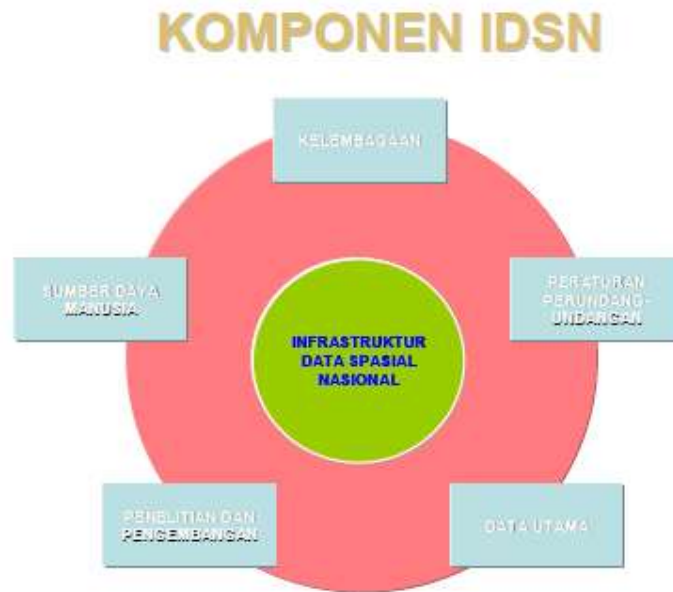 KOMPONEN IDSN
KELEMBAGAAN
SUMBER DAYA
MANUSIA
PERATURAN
PERUNDANG-
UNDANGAN
INFRASTRUKTUR
DATA SPASIAL
NASIONAL
PENELITIAN DAN
PENGEMBANGAN
DATA UTAMA